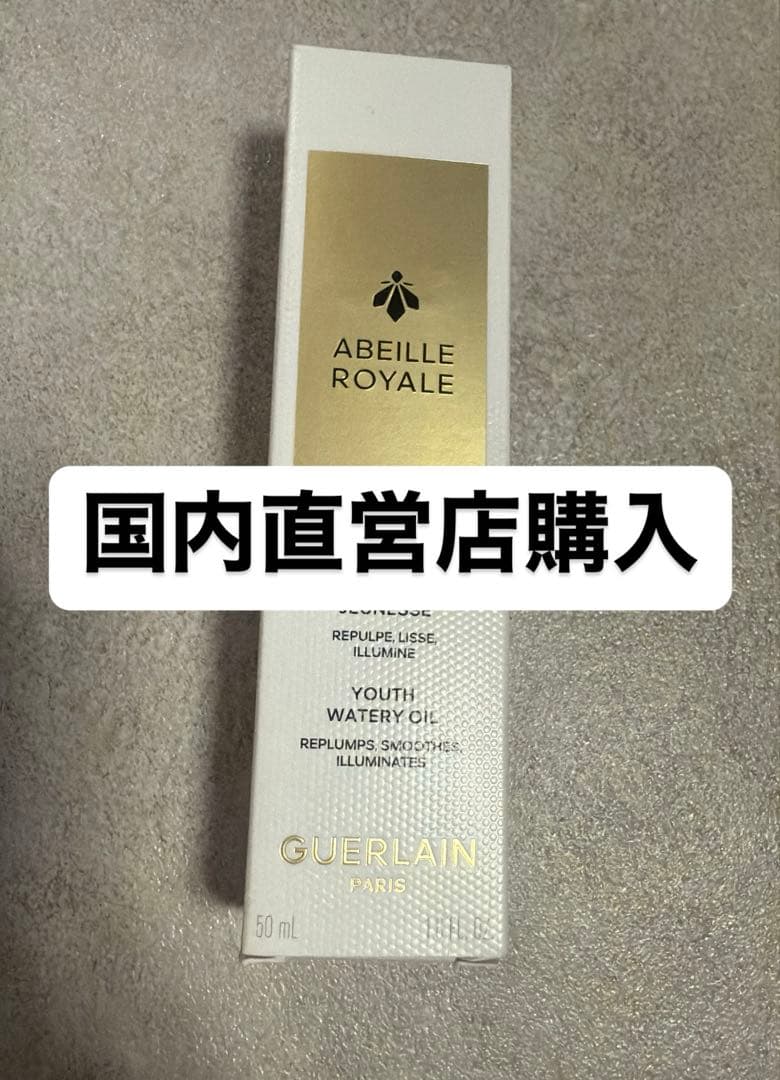 ABEILLE
ROYALE
国内直営店購入
JEUNESSE
REPULPE, LISSE,
ILLUMINE
YOUTH
WATERY OIL
REPLUMPS, SMOOTHES,
ILLUMINATES
GUERLAIN
PARIS
50 mL